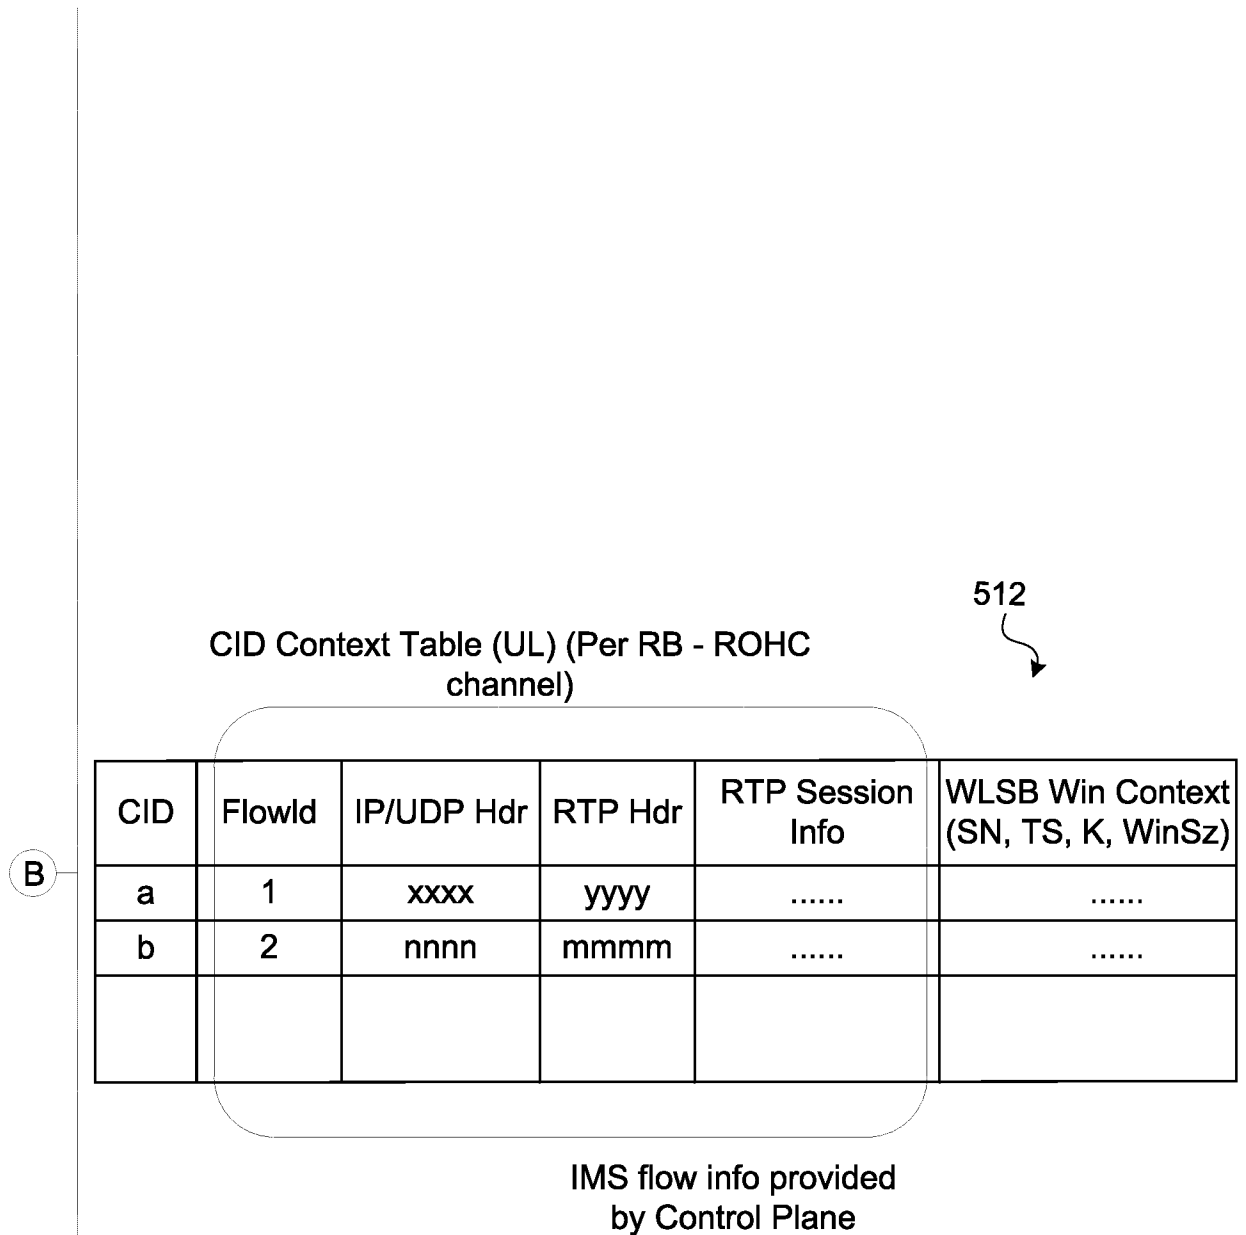 512
CID Context Table (UL) (Per RB - ROHC
channel)
CID FlowId IP/UDP Hdr RTP Hdr RTP Session Info WLSB Win Context (SN, TS, K, WinSz)
B
a 1 xxxx yyyy ...... ......
b 2 nnnn mmmm ...... ......
IMS flow info provided
by Control Plane